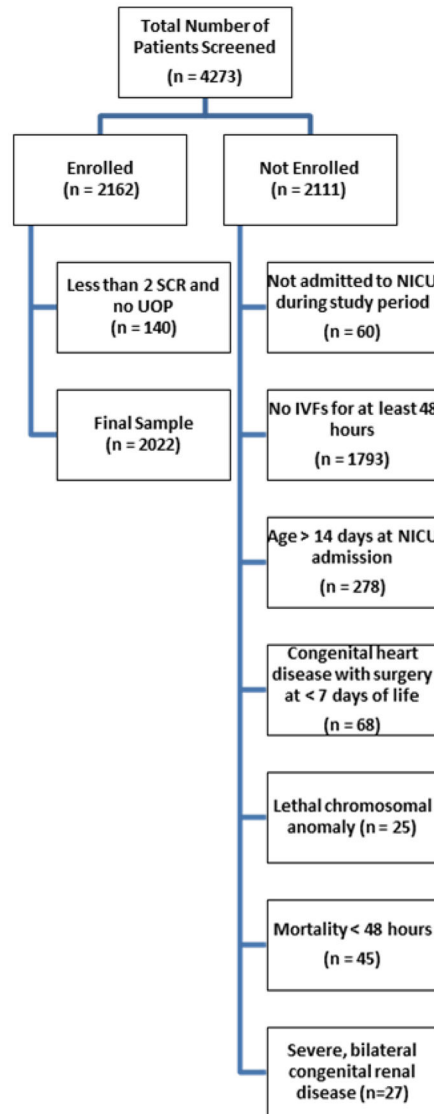 Total Number of
Patients Screened
(n = 4273)
Enrolled
(n = 2162)
Not Enrolled
(n = 2111)
Less than 2 SCR and
no UOP
(n = 140)
Final Sample
(n = 2022)
Not admitted to NICU
during study period
(n = 60)
No IVFs for at least 48
hours
(n = 1793)
Age > 14 days at NICU
admission
(n = 278)
Congenital heart
disease with surgery
at < 7 days of life
(n = 68)
Lethal chromosomal
anomaly (n = 25)
Mortality < 48 hours
(n = 45)
Severe, bilateral
congenital renal
disease (n=27)